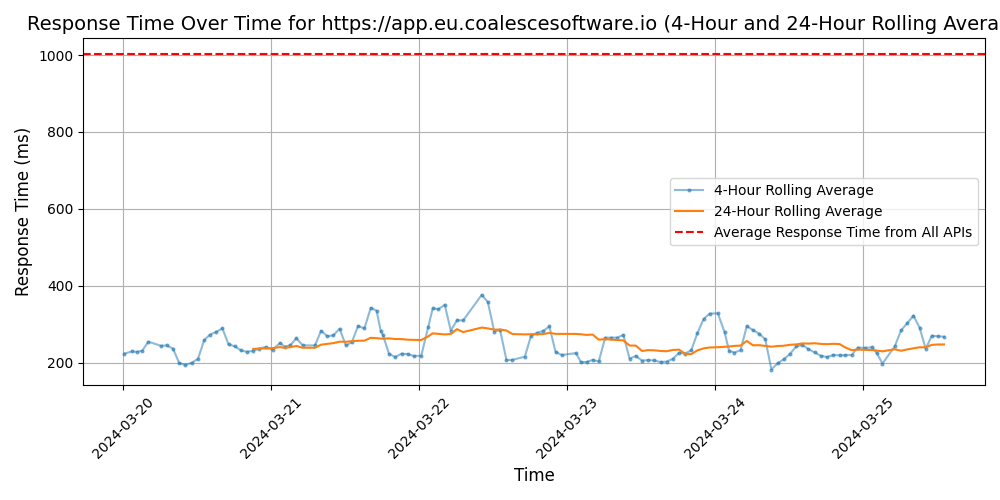 Response Time Over Time for https://app.eu.coalescesoftware.io (4-Hour and 24-Hour Rolling Avera
1000
800
600
400
200
Response Time (ms)
4-Hour Rolling Average
24-Hour Rolling Average
Average Response Time from All APIs
2024-03-20
2024-03-21
2024-03-22
2024-03-23
2024-03-24
2024-03-25
Time